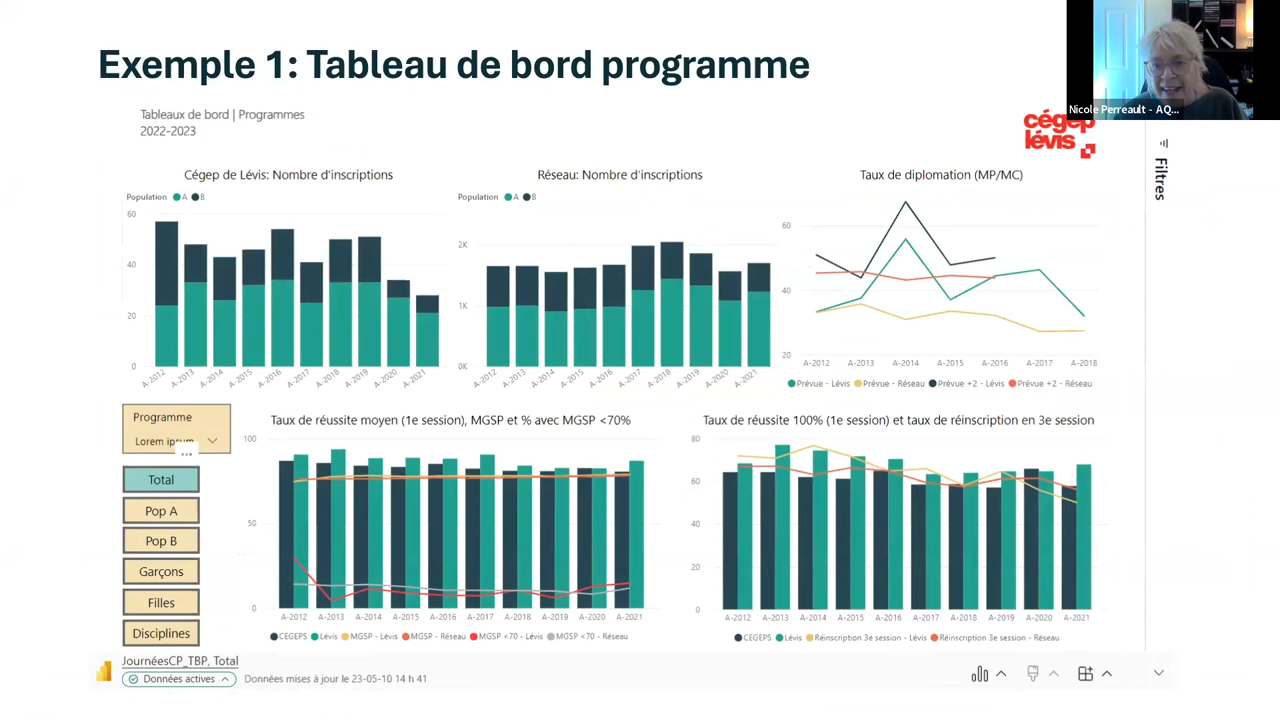 Exemple 1: Tableau de bord programme
Nicole Perreault - AQ...
Tableaux de bord | Programmes
2022-2023
cégep
lévis
Filtres
Cégep de Lévis: Nombre d'inscriptions
Population A B
60
40
20
0
A-2012 A-2013 A-2014 A-2015 A-2016 A-2017 A-2018 A-2019 A-2020 A-2021
Réseau: Nombre d'inscriptions
Population A B
2K
1K
0K
A-2012 A-2013 A-2014 A-2015 A-2016 A-2017 A-2018 A-2019 A-2020 A-2021
Taux de diplomation (MP/MC)
60
40
20
A-2012 A-2013 A-2014 A-2015 A-2016 A-2017 A-2018
Prévue - Lévis Prévue - Réseau Prévue +2 - Lévis Prévue +2 - Réseau
Programme
Lorem ipsum
...
Total
Pop A
Pop B
Garçons
Filles
Disciplines
Taux de réussite moyen (1e session), MGSP et % avec MGSP <70%
100
50
0
A-2012 A-2013 A-2014 A-2015 A-2016 A-2017 A-2018 A-2019 A-2020 A-2021
CEGEPS Lévis MGSP - Lévis MGSP - Réseau MGSP <70 - Lévis MGSP <70 - Réseau
Taux de réussite 100% (1e session) et taux de réinscription en 3e session
80
60
40
20
0
A-2012 A-2013 A-2014 A-2015 A-2016 A-2017 A-2018 A-2019 A-2020 A-2021
CEGEPS Lévis Réinscription 3e session - Lévis Réinscription 3e session - Réseau
JournéesCP_TBP, Total
Données actives
Données mises à jour le 23-05-10 14 h 41